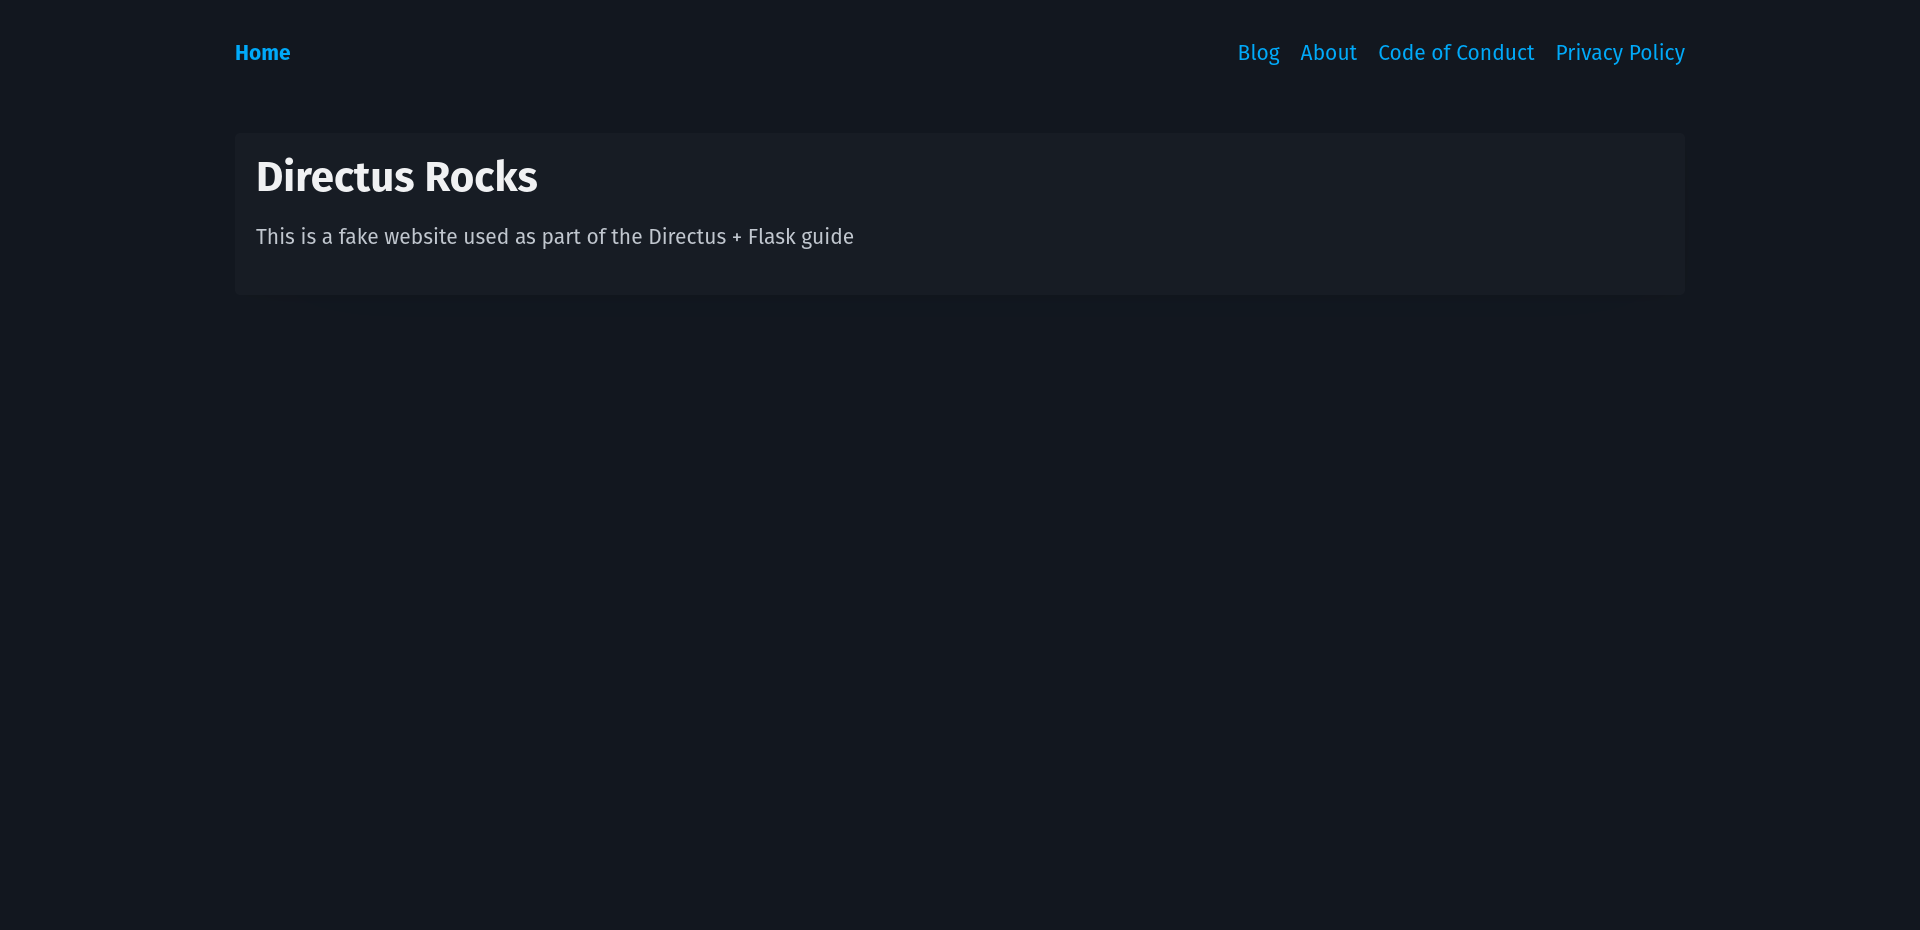 Home
Blog About Code of Conduct Privacy Policy
Directus Rocks
This is a fake website used as part of the Directus + Flask guide